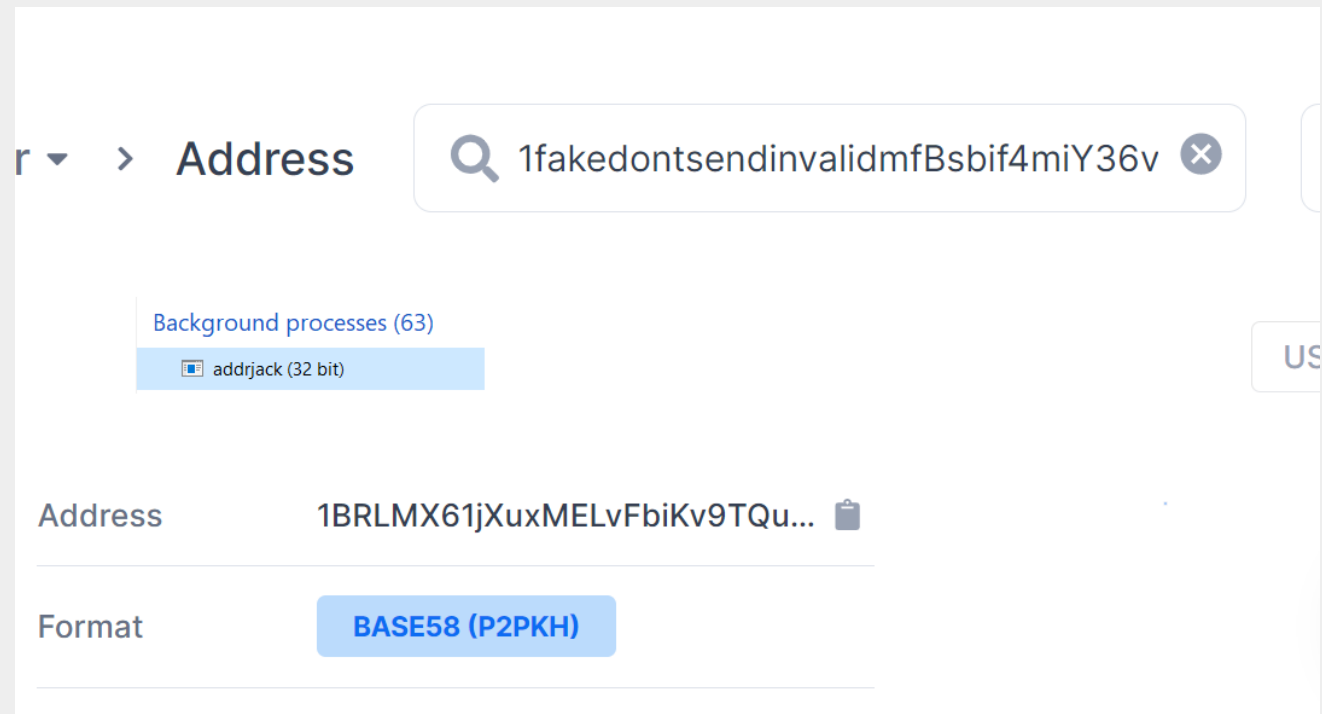 r > Address 1fakedontsendinvalidmfBsbif4miY36v
Background processes (63)
addrjack (32 bit)
US
Address 1BRLMX61jXuxMELvFbiKv9TQu...
Format BASE58 (P2PKH)